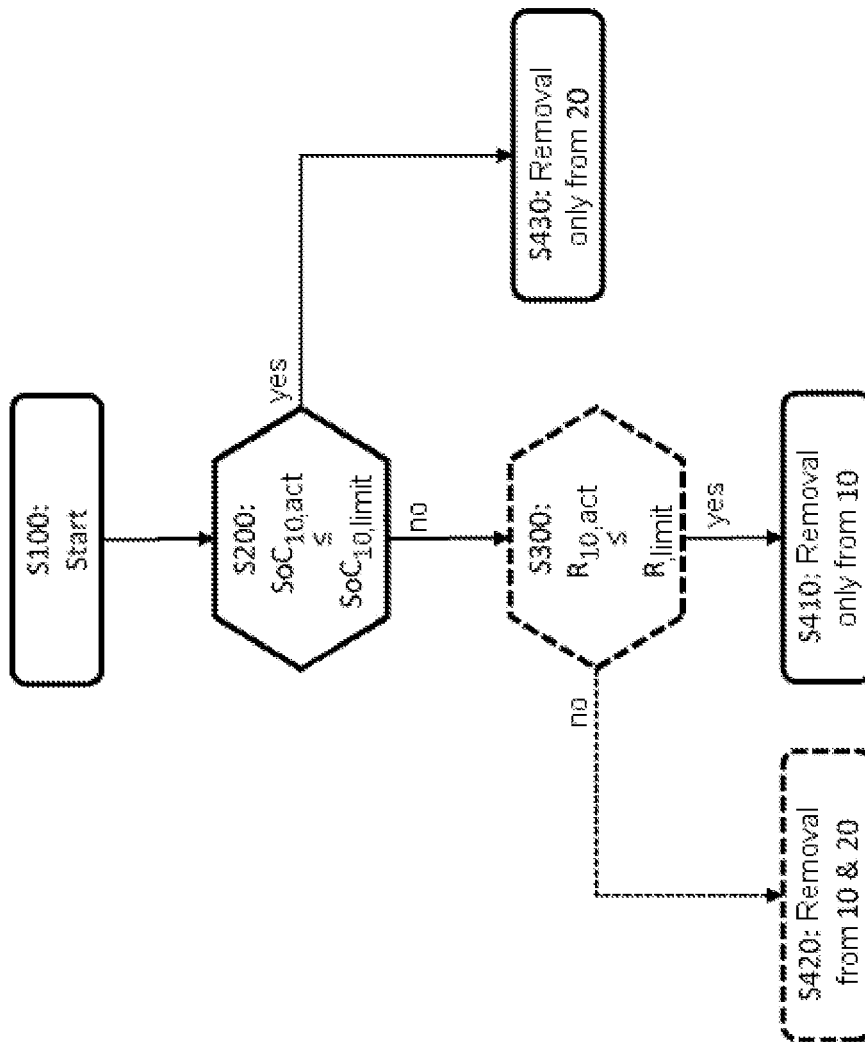 S100:
Start
S200:
SoC₁₀,act
≤
SoC₁₀,limit
yes
no
S300:
R₁₀,act
≤
R,limit
no
yes
S420: Removal
from 10 & 20
S410: Removal
only from 10
S430: Removal
only from 20